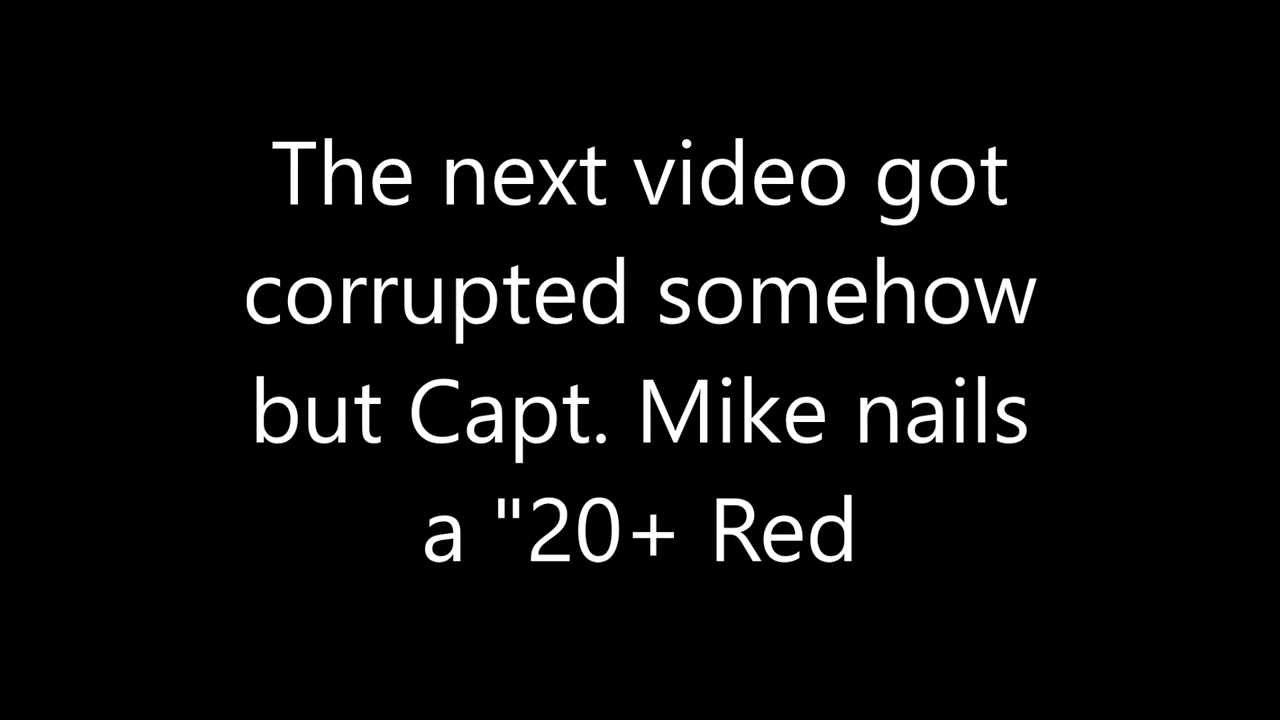 The next video got
corrupted somehow
but Capt. Mike nails
a "20+ Red